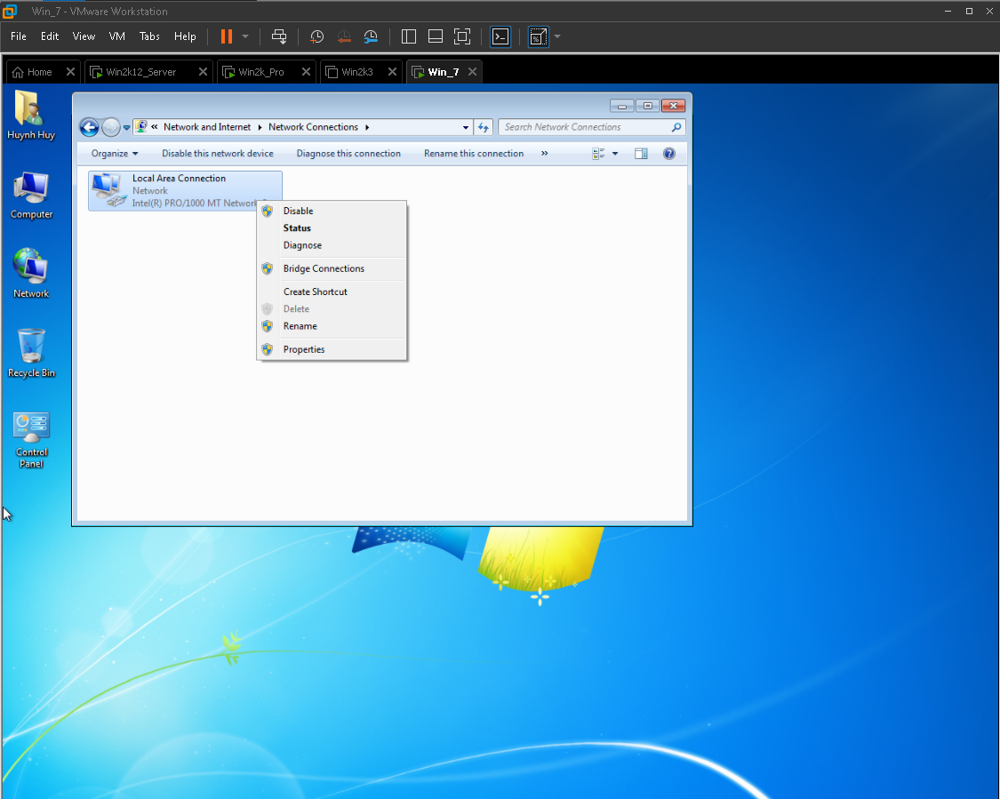 Win_7 - VMware Workstation
File Edit View VM Tabs Help
Home Win2k12_Server Win2k_Pro Win2k3 Win_7
« Network and Internet Network Connections Search Network Connections
Organize Disable this network device Diagnose this connection Rename this connection »
Local Area Connection
Network
Intel(R) PRO/1000 MT Network
Disable
Status
Diagnose
Bridge Connections
Create Shortcut
Delete
Rename
Properties
Huynh Huy
Computer
Network
Recycle Bin
Control
Panel